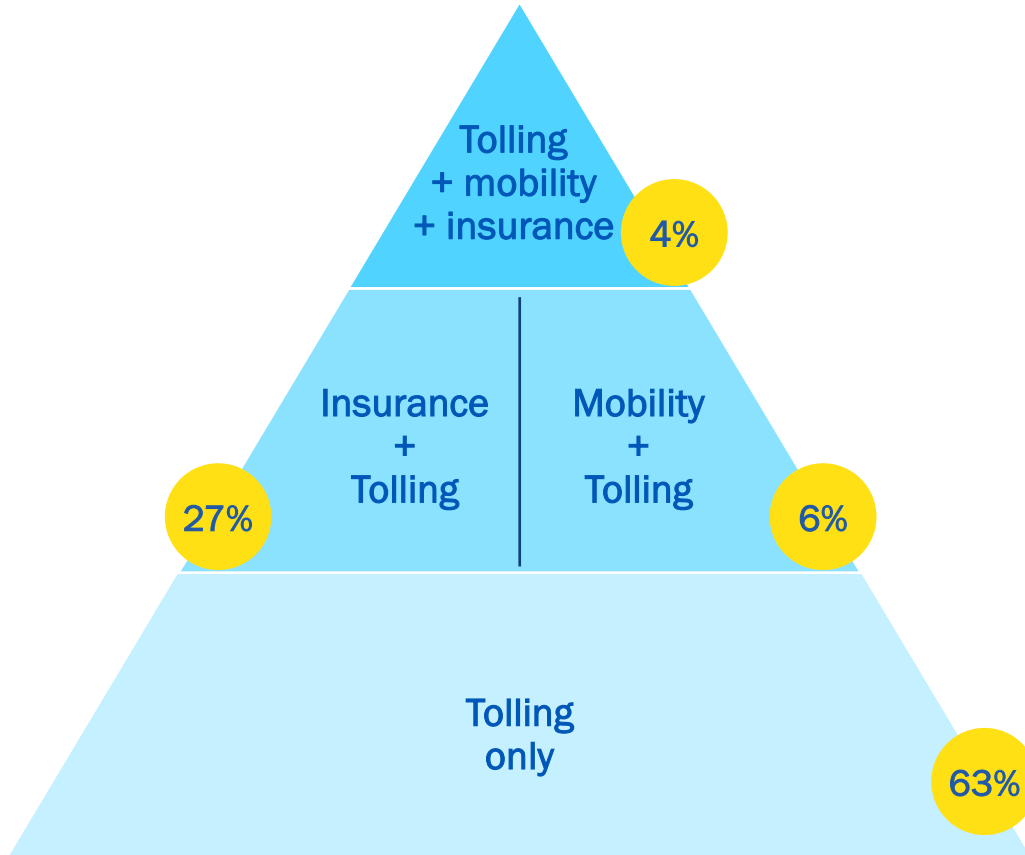 Tolling
+ mobility
+ insurance
4%
Insurance
+
Tolling
27%
Mobility
+
Tolling
6%
Tolling
only
63%